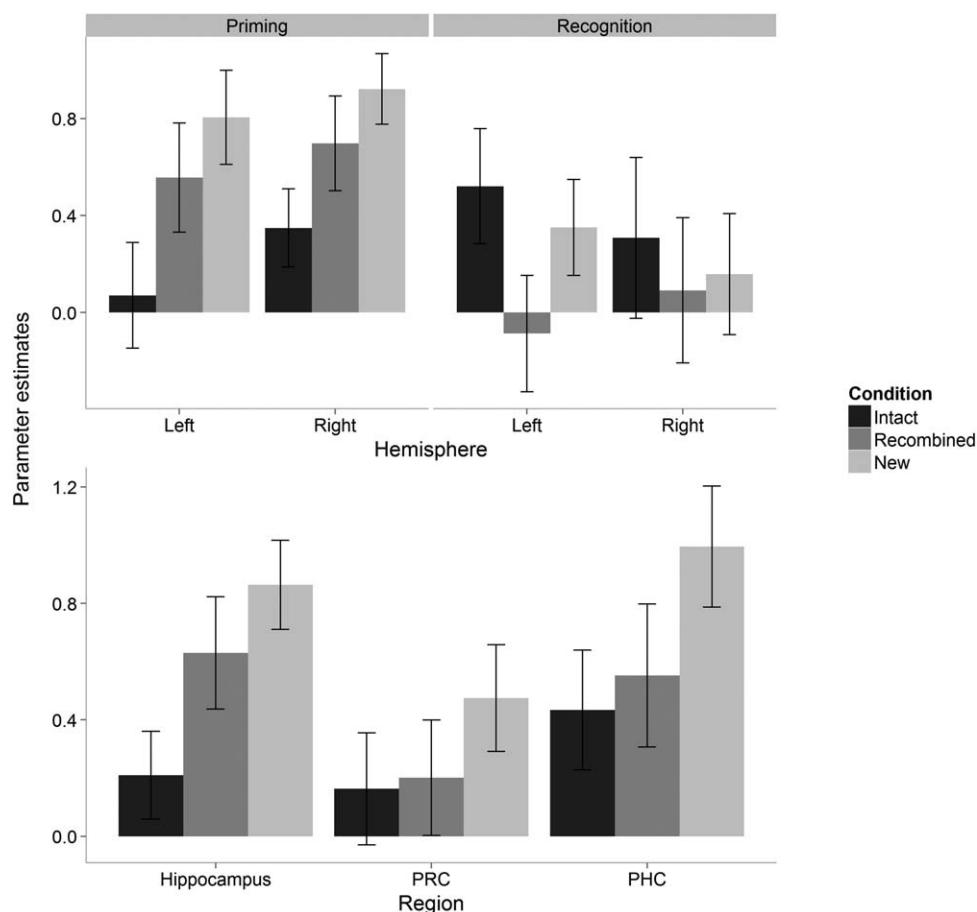 Priming Recognition
Parameter estimates
0.8
0.4
0.0
Left Right Left Right
Hemisphere
1.2
0.8
0.4
0.0
Hippocampus PRC PHC
Region
Condition
Intact
Recombined
New